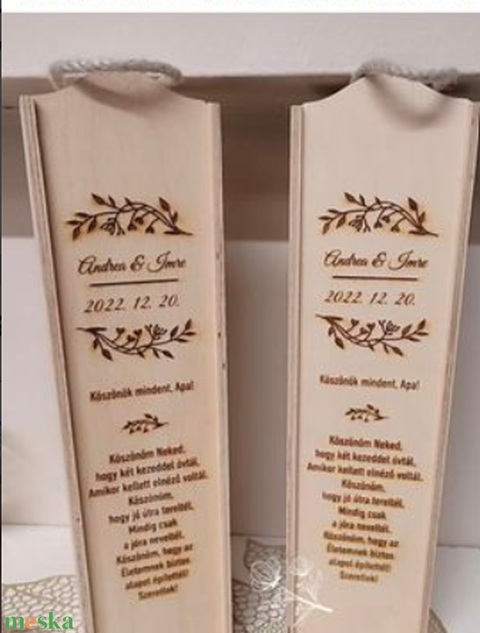 Andrea & Imre
2022. 12. 20.
Köszönök mindent, Apa!
Köszönöm Neked,
hogy két kezeddel óvtál,
Amikor kellett elnéző voltál.
Köszönöm,
hogy jó útra tereltél,
Mindig csak
a jóra neveltél.
Köszönöm, hogy az
Életemnek biztos
alapot építettél!
Szeretlek!
Andrea & Imre
2022. 12. 20.
Köszönök mindent, Apa!
Köszönöm Neked,
hogy két kezeddel óvtál,
Amikor kellett elnéző voltál.
Köszönöm,
hogy jó útra tereltél,
Mindig csak
a jóra neveltél.
Köszönöm, hogy az
Életemnek biztos
alapot építettél!
Szeretlek!
meska